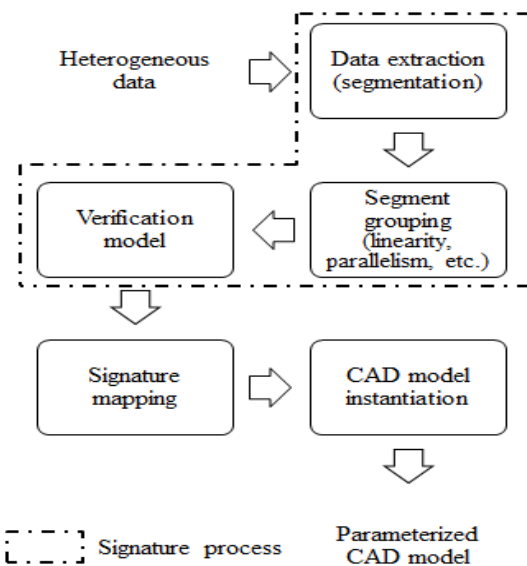 Heterogeneous
data
Data extraction
(segmentation)
Segment
grouping
(linearity,
parallelism, etc.)
Verification
model
Signature
mapping
CAD model
instantiation
Signature process
Parameterized
CAD model